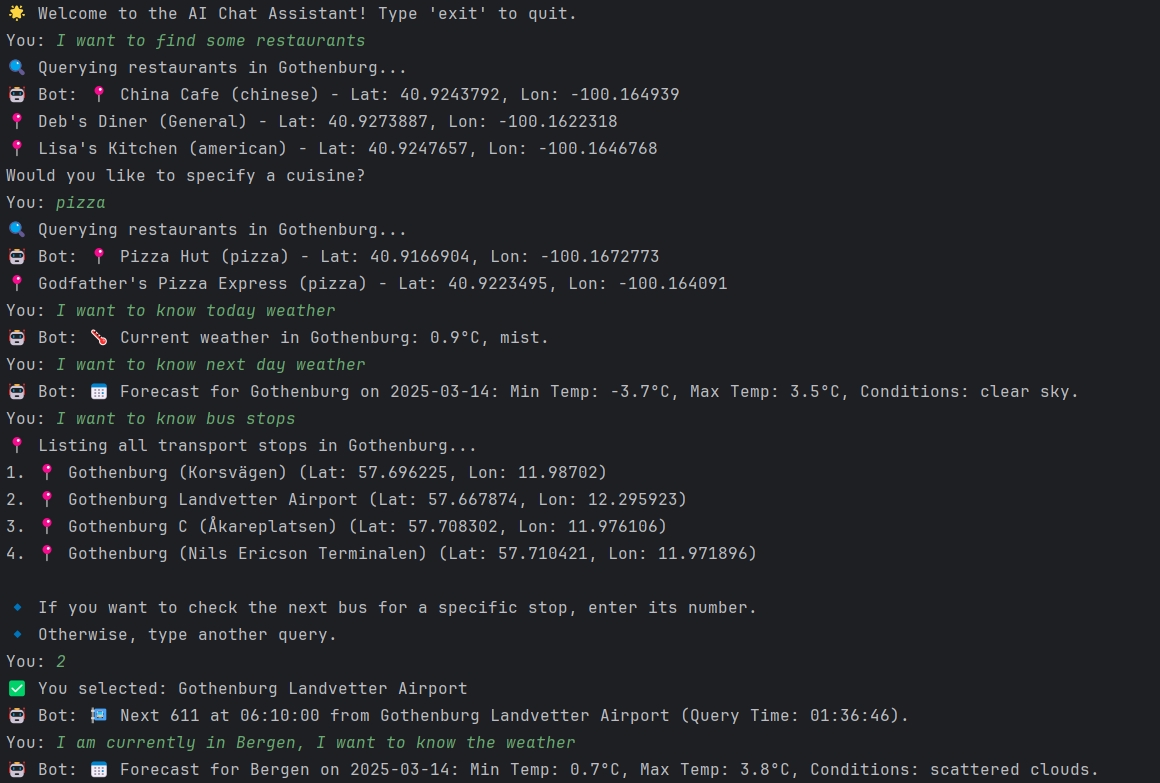 🌟 Welcome to the AI Chat Assistant! Type 'exit' to quit.
You: I want to find some restaurants
🔍 Querying restaurants in Gothenburg...
🤖 Bot: 📍 China Cafe (chinese) - Lat: 40.9243792, Lon: -100.164939
📍 Deb's Diner (General) - Lat: 40.9273887, Lon: -100.1622318
📍 Lisa's Kitchen (american) - Lat: 40.9247657, Lon: -100.1646768
Would you like to specify a cuisine?
You: pizza
🔍 Querying restaurants in Gothenburg...
🤖 Bot: 📍 Pizza Hut (pizza) - Lat: 40.9166904, Lon: -100.1672773
📍 Godfather's Pizza Express (pizza) - Lat: 40.9223495, Lon: -100.164091
You: I want to know today weather
🤖 Bot: 🌡 Current weather in Gothenburg: 0.9°C, mist.
You: I want to know next day weather
🤖 Bot: 📅 Forecast for Gothenburg on 2025-03-14: Min Temp: -3.7°C, Max Temp: 3.5°C, Conditions: clear sky.
You: I want to know bus stops
📍 Listing all transport stops in Gothenburg...
1. 📍 Gothenburg (Korsvägen) (Lat: 57.696225, Lon: 11.98702)
2. 📍 Gothenburg Landvetter Airport (Lat: 57.667874, Lon: 12.295923)
3. 📍 Gothenburg C (Åkareplatsen) (Lat: 57.708302, Lon: 11.976106)
4. 📍 Gothenburg (Nils Ericson Terminalen) (Lat: 57.710421, Lon: 11.971896)
🔹 If you want to check the next bus for a specific stop, enter its number.
🔹 Otherwise, type another query.
You: 2
✅ You selected: Gothenburg Landvetter Airport
🤖 Bot: 🚏 Next 611 at 06:10:00 from Gothenburg Landvetter Airport (Query Time: 01:36:46).
You: I am currently in Bergen, I want to know the weather
🤖 Bot: 📅 Forecast for Bergen on 2025-03-14: Min Temp: 0.7°C, Max Temp: 3.8°C, Conditions: scattered clouds.